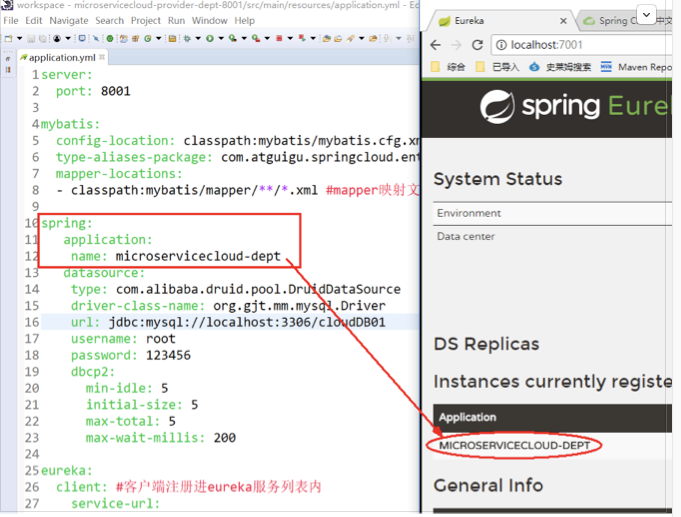 workspace - microservicecloud-provider-dept-8001/src/main/resources/application.yml - Ec
File Edit Navigate Search Project Run Window Help
application.yml
1 server:
2 port: 8001
3
4 mybatis:
5 config-location: classpath:mybatis/mybatis.cfg.xm
6 type-aliases-package: com.atguigu.springcloud.ent
7 mapper-locations:
8 - classpath:mybatis/mapper/**/*.xml #mapper映射文
9
10 spring:
11 application:
12 name: microservicecloud-dept
13 datasource:
14 type: com.alibaba.druid.pool.DruidDataSource
15 driver-class-name: org.gjt.mm.mysql.Driver
16 url: jdbc:mysql://localhost:3306/cloudDB01
17 username: root
18 password: 123456
19 dbcp2:
20 min-idle: 5
21 initial-size: 5
22 max-total: 5
23 max-wait-millis: 200
24
25 eureka:
26 client: #客户端注册进eureka服务列表内
27 service-url:
Eureka
Spring C
中文
localhost:7001
综合 已导入 史莱姆搜索 Maven Repo
spring Eurek
System Status
Environment
Data center
DS Replicas
Instances currently registe
Application
MICROSERVICECLOUD-DEPT
General Info